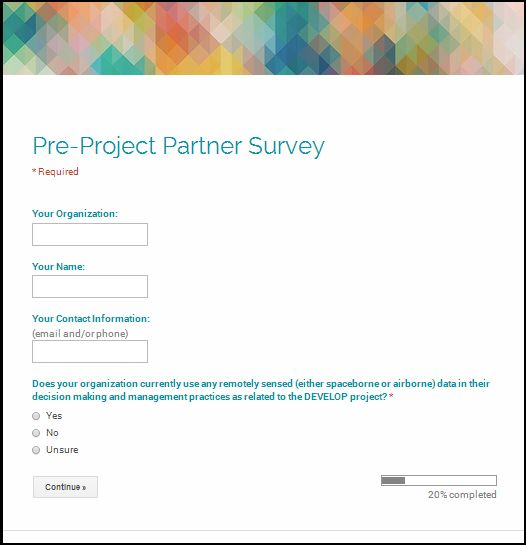 Pre-Project Partner Survey
* Required
Your Organization:
Your Name:
Your Contact Information:
(email and/or phone)
Does your organization currently use any remotely sensed (either spaceborne or airborne) data in their
decision making and management practices as related to the DEVELOP project? *
Yes
No
Unsure
Continue »
20% completed